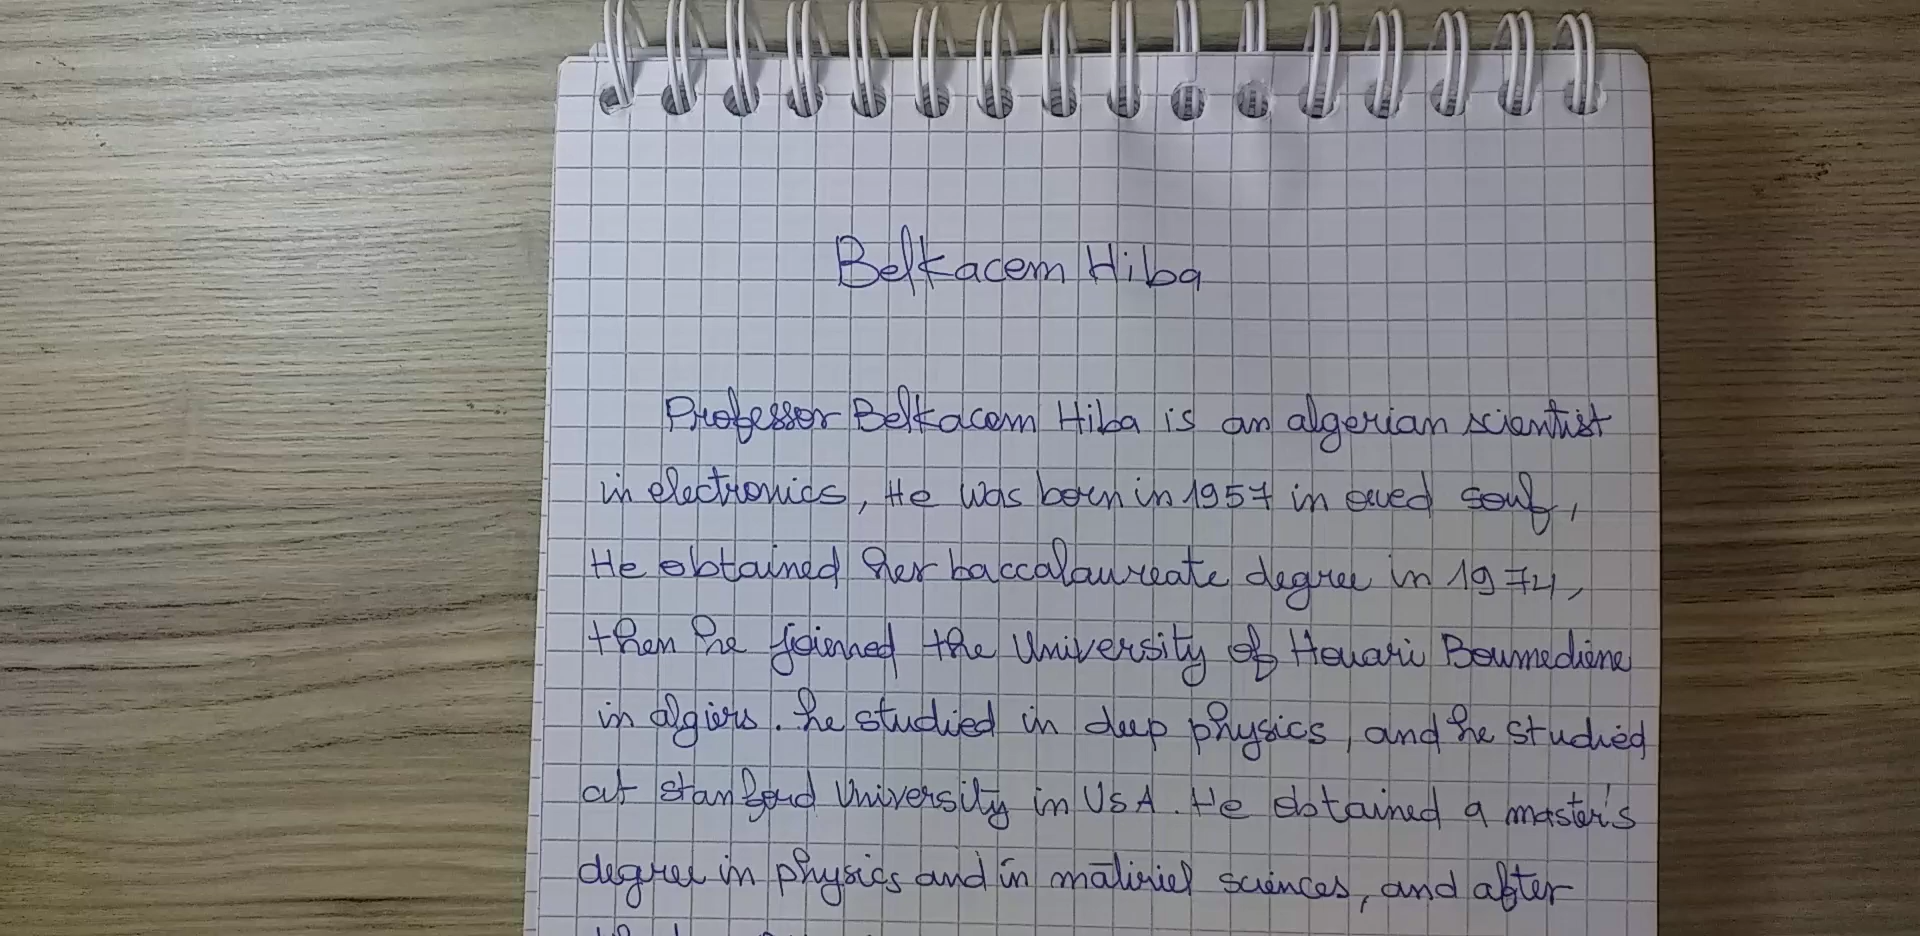 Belkacem Hiba
Professor Belkacem Hiba is an algerian scientist
in electronics, He was born in 1957 in oued souf,
He obtained her baccalaureate degree in 1974,
then he joinned the University of Houari Boumediene
in algiers. he studied in deep physics, and he studied
at stanford University in USA. He obtained a master's
degree in physics and in matiriel sciences, and after